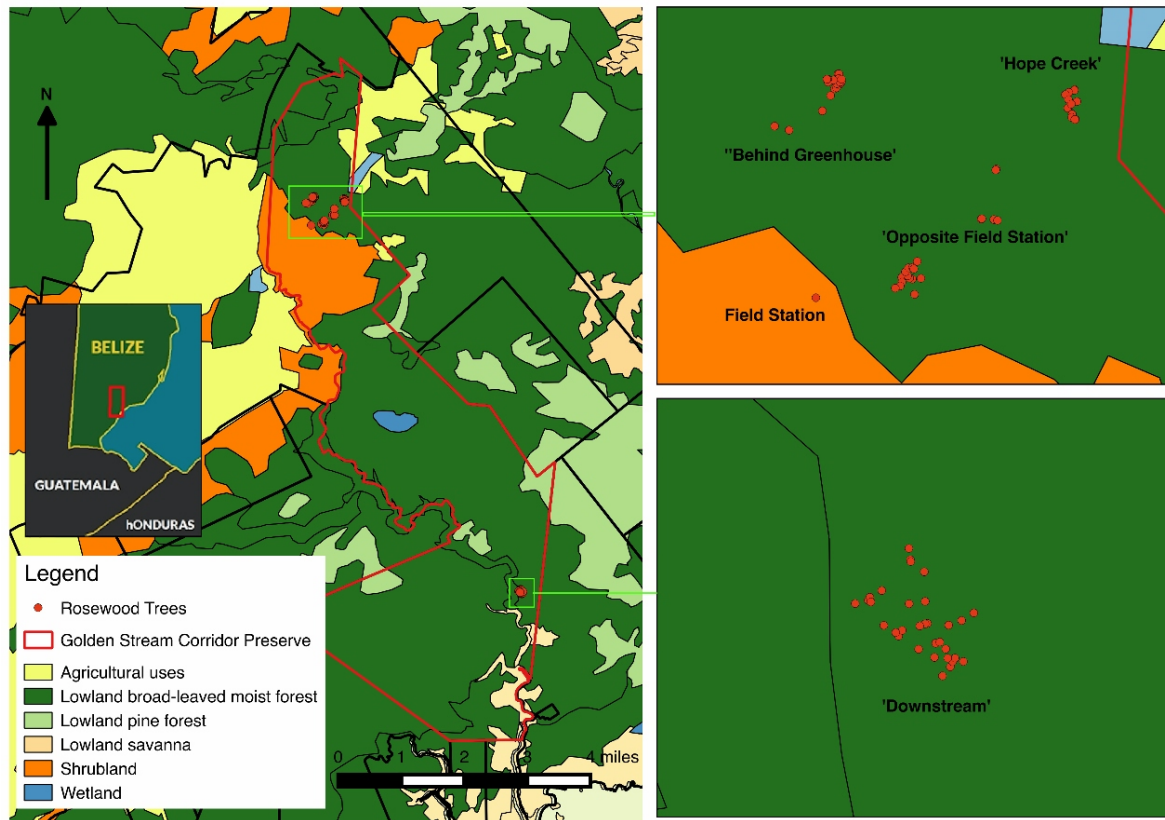 N
BELIZE
GUATEMALA
hONDURAS
Legend
Rosewood Trees
Golden Stream Corridor Preserve
Agricultural uses
Lowland broad-leaved moist forest
Lowland pine forest
Lowland savanna
Shrubland
Wetland
0 1 2 3 4 miles
'Hope Creek'
''Behind Greenhouse'
'Opposite Field Station'
Field Station
'Downstream'